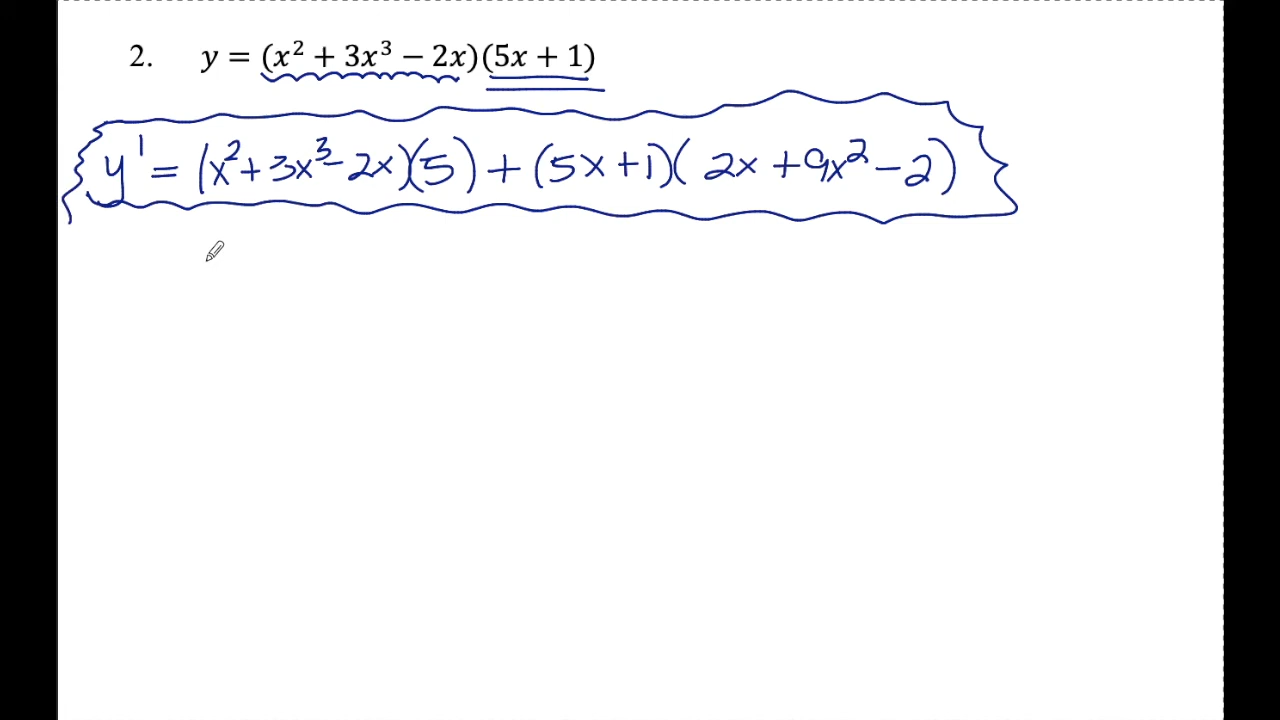 2. y = (x² + 3x³ − 2x)(5x + 1)
y' = (x² + 3x³ − 2x)(5) + (5x + 1)(2x + 9x² − 2)